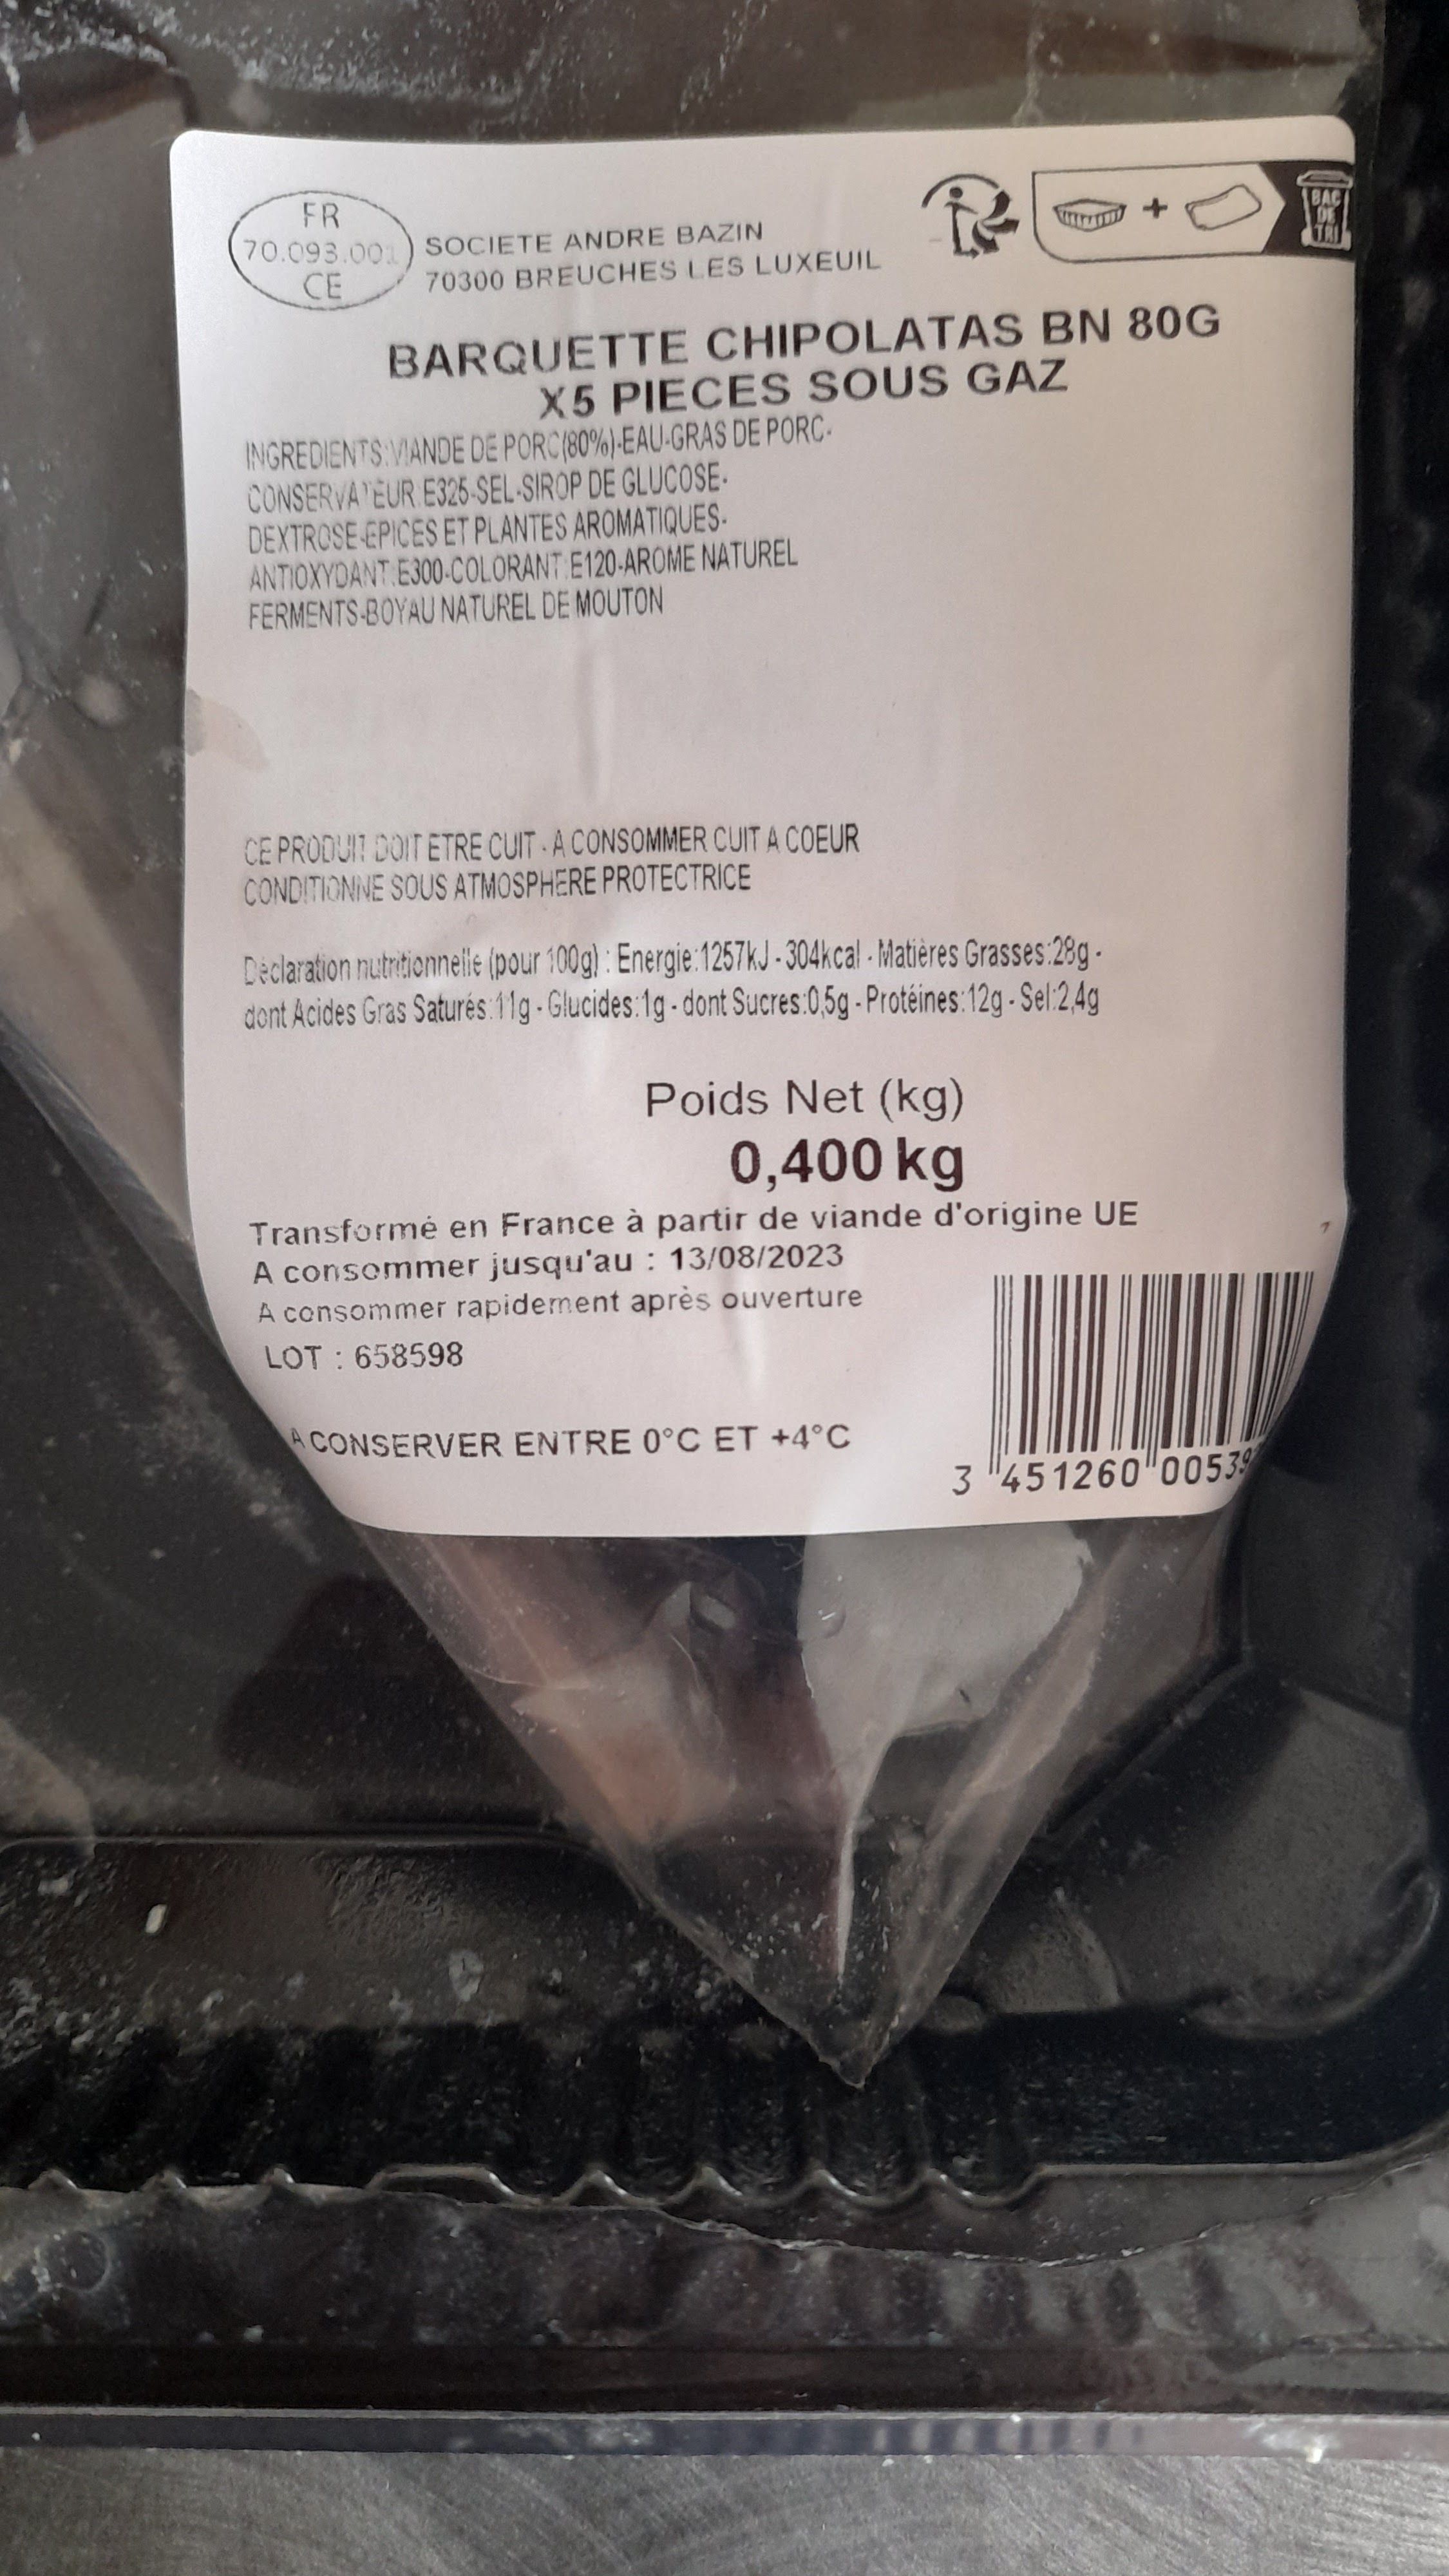 FR
70.093.001
CE
SOCIETE ANDRE BAZIN
70300 BREUCHES LES LUXEUIL
BAC
DE
TRI
BARQUETTE CHIPOLATAS BN 80G
X5 PIECES SOUS GAZ
INGREDIENTS:VIANDE DE PORC(80%)-EAU-GRAS DE PORC-
CONSERVATEUR:E325-SEL-SIROP DE GLUCOSE-
DEXTROSE-EPICES ET PLANTES AROMATIQUES-
ANTIOXYDANT:E300-COLORANT:E120-AROME NATUREL
FERMENTS-BOYAU NATUREL DE MOUTON
CE PRODUIT DOIT ETRE CUIT - A CONSOMMER CUIT A COEUR
CONDITIONNE SOUS ATMOSPHERE PROTECTRICE
Déclaration nutritionnelle (pour 100g) : Energie:1257kJ - 304kcal - Matières Grasses:28g -
dont Acides Gras Saturés:11g - Glucides:1g - dont Sucres:0,5g - Protéines:12g - Sel:2,4g
Poids Net (kg)
0,400 kg
Transformé en France à partir de viande d'origine UE
A consommer jusqu'au : 13/08/2023
A consommer rapidement après ouverture
LOT : 658598
A CONSERVER ENTRE 0°C ET +4°C
3 451260 00539